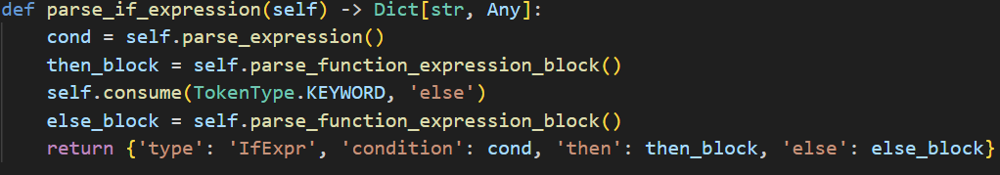 def parse_if_expression(self) -> Dict[str, Any]:
    cond = self.parse_expression()
    then_block = self.parse_function_expression_block()
    self.consume(TokenType.KEYWORD, 'else')
    else_block = self.parse_function_expression_block()
    return {'type': 'IfExpr', 'condition': cond, 'then': then_block, 'else': else_block}